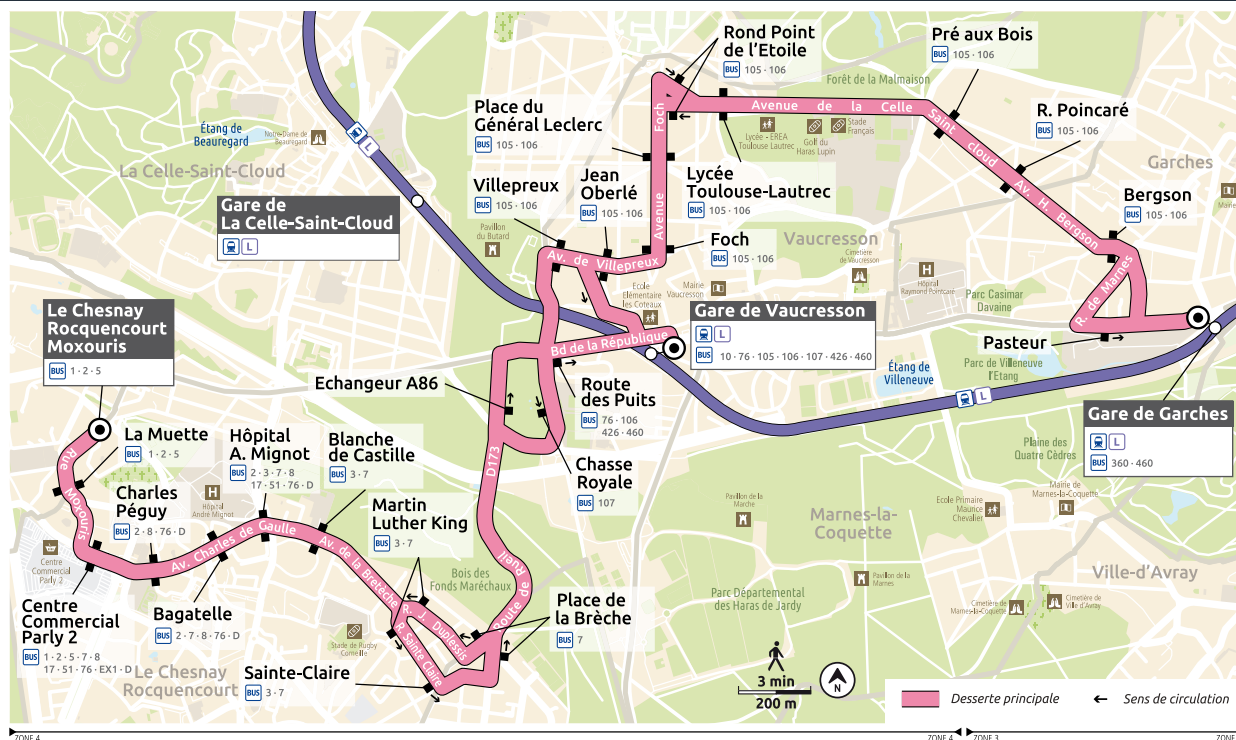 Rond Point
de l'Etoile
BUS 105 · 106
Pré aux Bois
BUS 105 · 106
Forêt de la Malmaison
Place du
Général Leclerc
BUS 105 · 106
Foch
Avenue
Avenue de la Celle
Saint cloud
Av. H. Bergson
R. Poincaré
BUS 105 · 106
Lycée - EREA
Toulouse Lautrec
Golf du
Haras Lupin
Stade
Français
Étang de
Beauregard
Notre-Dame de
Beauregard
L
La Celle-Saint-Cloud
Garches
Mairie
Villepreux
BUS 105 · 106
Jean
Oberlé
BUS 105 · 106
Lycée
Toulouse-Lautrec
BUS 105 · 106
Bergson
BUS 105 · 106
Gare de
La Celle-Saint-Cloud
L
Pavillon
du Butard
Av. de Villepreux
Foch
BUS 105 · 106
Vaucresson
Cimetière
de Vaucresson
H
Hôpital
Raymond Poincaré
Parc Casimar
Davaine
R. de Marnes
Ecole
Elémentaire
les Coteaux
Mairie
Vaucresson
Le Chesnay
Rocquencourt
Moxouris
BUS 1 · 2 · 5
Gare de Vaucresson
L
BUS 10 · 76 · 105 · 106 · 107 · 426 · 460
Bd de la République
Pasteur
Étang de
Villeneuve
Parc de Villeneuve
l'Etang
L
Echangeur A86
Route
des Puits
BUS 76 · 106
426 · 460
Gare de Garches
L
BUS 360 · 460
La Muette
BUS 1 · 2 · 5
Hôpital
A. Mignot
BUS 2 · 3 · 7 · 8
17 · 51 · 76 · D
Blanche
de Castille
BUS 3 · 7
D173
Chasse
Royale
BUS 107
Plaine des
Quatre Cèdres
Rue
Moxouris
Charles
Péguy
BUS 2 · 8 · 76 · D
H
Hôpital
André Mignot
Martin
Luther King
BUS 3 · 7
Pavillon de la
Marche
Ecole Primaire
Maurice
Chevalier
Mairie de
Marnes-la-Coquette
Marnes-la-
Coquette
Av. Charles de Gaulle
Av. de la Bretèche
Centre
Commercial
Parly 2
Bois des
Fonds Maréchaux
Route de Rueil
Pavillon de la
Marnes
Ville-d'Avray
Centre
Commercial
Parly 2
BUS 1 · 2 · 5 · 7 · 8
17 · 51 · 76 · EX1 · D
Bagatelle
BUS 2 · 7 · 8 · 76 · D
R. J. Duplessis
R. Sainte Claire
Place de
la Brèche
BUS 7
Parc Départemental
des Haras de Jardy
Cimetière de
Marnes-la-Coquette
Cimetière de
Ville d'Avray
Stade de Rugby
Corneille
Le Chesnay
Rocquencourt
Sainte-Claire
BUS 3 · 7
3 min
200 m
N
Desserte principale
Sens de circulation
ZONE 4
ZONE 4
ZONE 3
ZONE